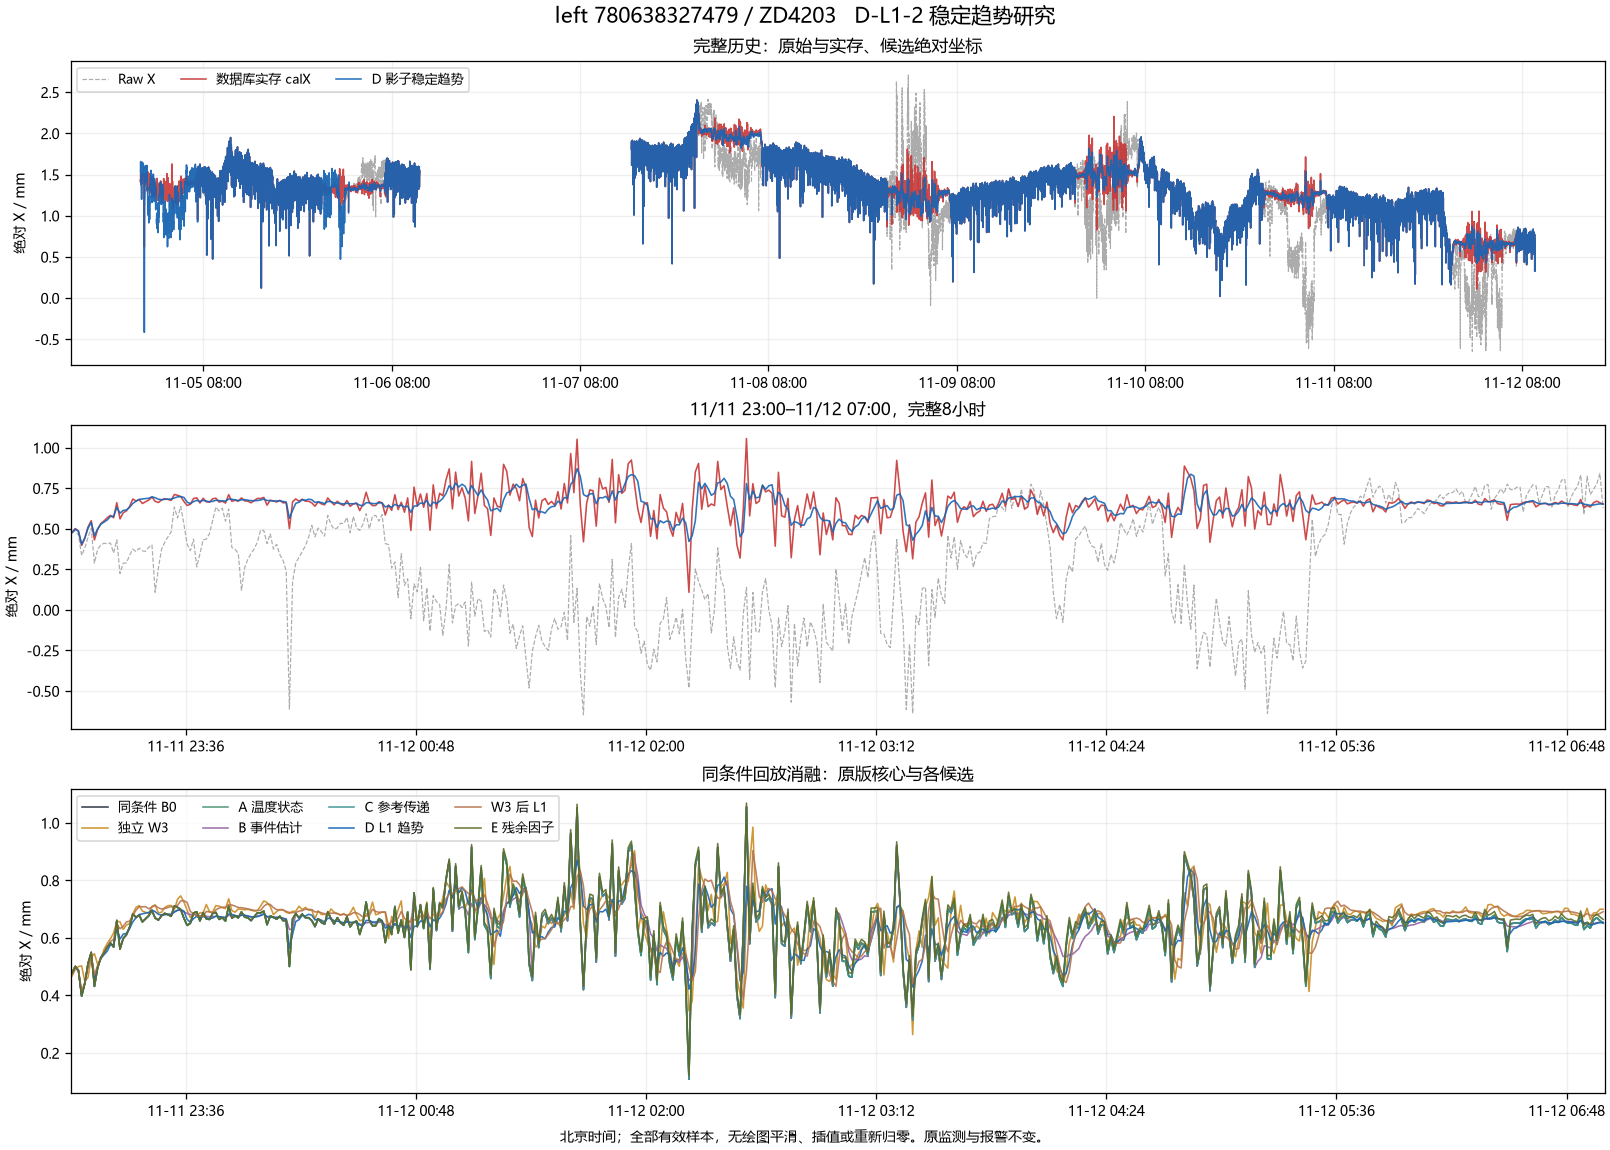 left 780638327479 / ZD4203   D-L1-2 稳定趋势研究
完整历史：原始与实存、候选绝对坐标
Raw X
数据库实存 calX
D 影子稳定趋势
绝对 X / mm
2.5
2.0
1.5
1.0
0.5
0.0
-0.5
11-05 08:00
11-06 08:00
11-07 08:00
11-08 08:00
11-09 08:00
11-10 08:00
11-11 08:00
11-12 08:00
11/11 23:00–11/12 07:00，完整8小时
绝对 X / mm
1.00
0.75
0.50
0.25
0.00
-0.25
-0.50
11-11 23:36
11-12 00:48
11-12 02:00
11-12 03:12
11-12 04:24
11-12 05:36
11-12 06:48
同条件回放消融：原版核心与各候选
同条件 B0
A 温度状态
C 参考传递
W3 后 L1
独立 W3
B 事件估计
D L1 趋势
E 残余因子
绝对 X / mm
1.0
0.8
0.6
0.4
0.2
11-11 23:36
11-12 00:48
11-12 02:00
11-12 03:12
11-12 04:24
11-12 05:36
11-12 06:48
北京时间；全部有效样本，无绘图平滑、插值或重新归零。原监测与报警不变。